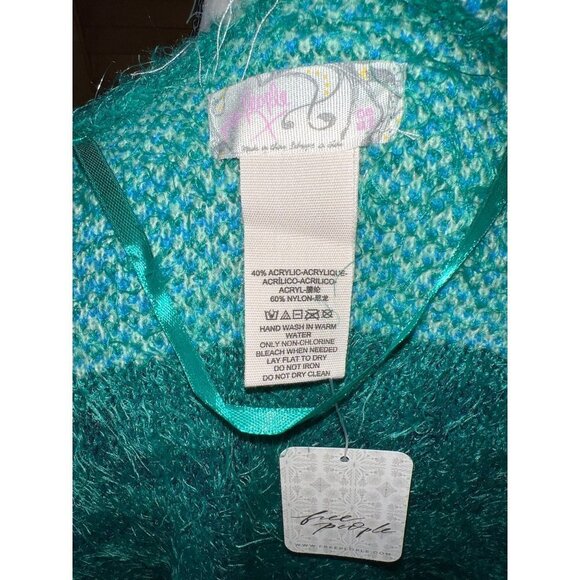 40% ACRYLIC-ACRYLIQUE-
ACRÍLICO-ACRILICO-
ACRYL-腈纶
60% NYLON-尼龙
HAND WASH IN WARM
WATER
ONLY NON-CHLORINE
BLEACH WHEN NEEDED
LAY FLAT TO DRY
DO NOT IRON
DO NOT DRY CLEAN
free
people
WWW.FREEPEOPLE.COM